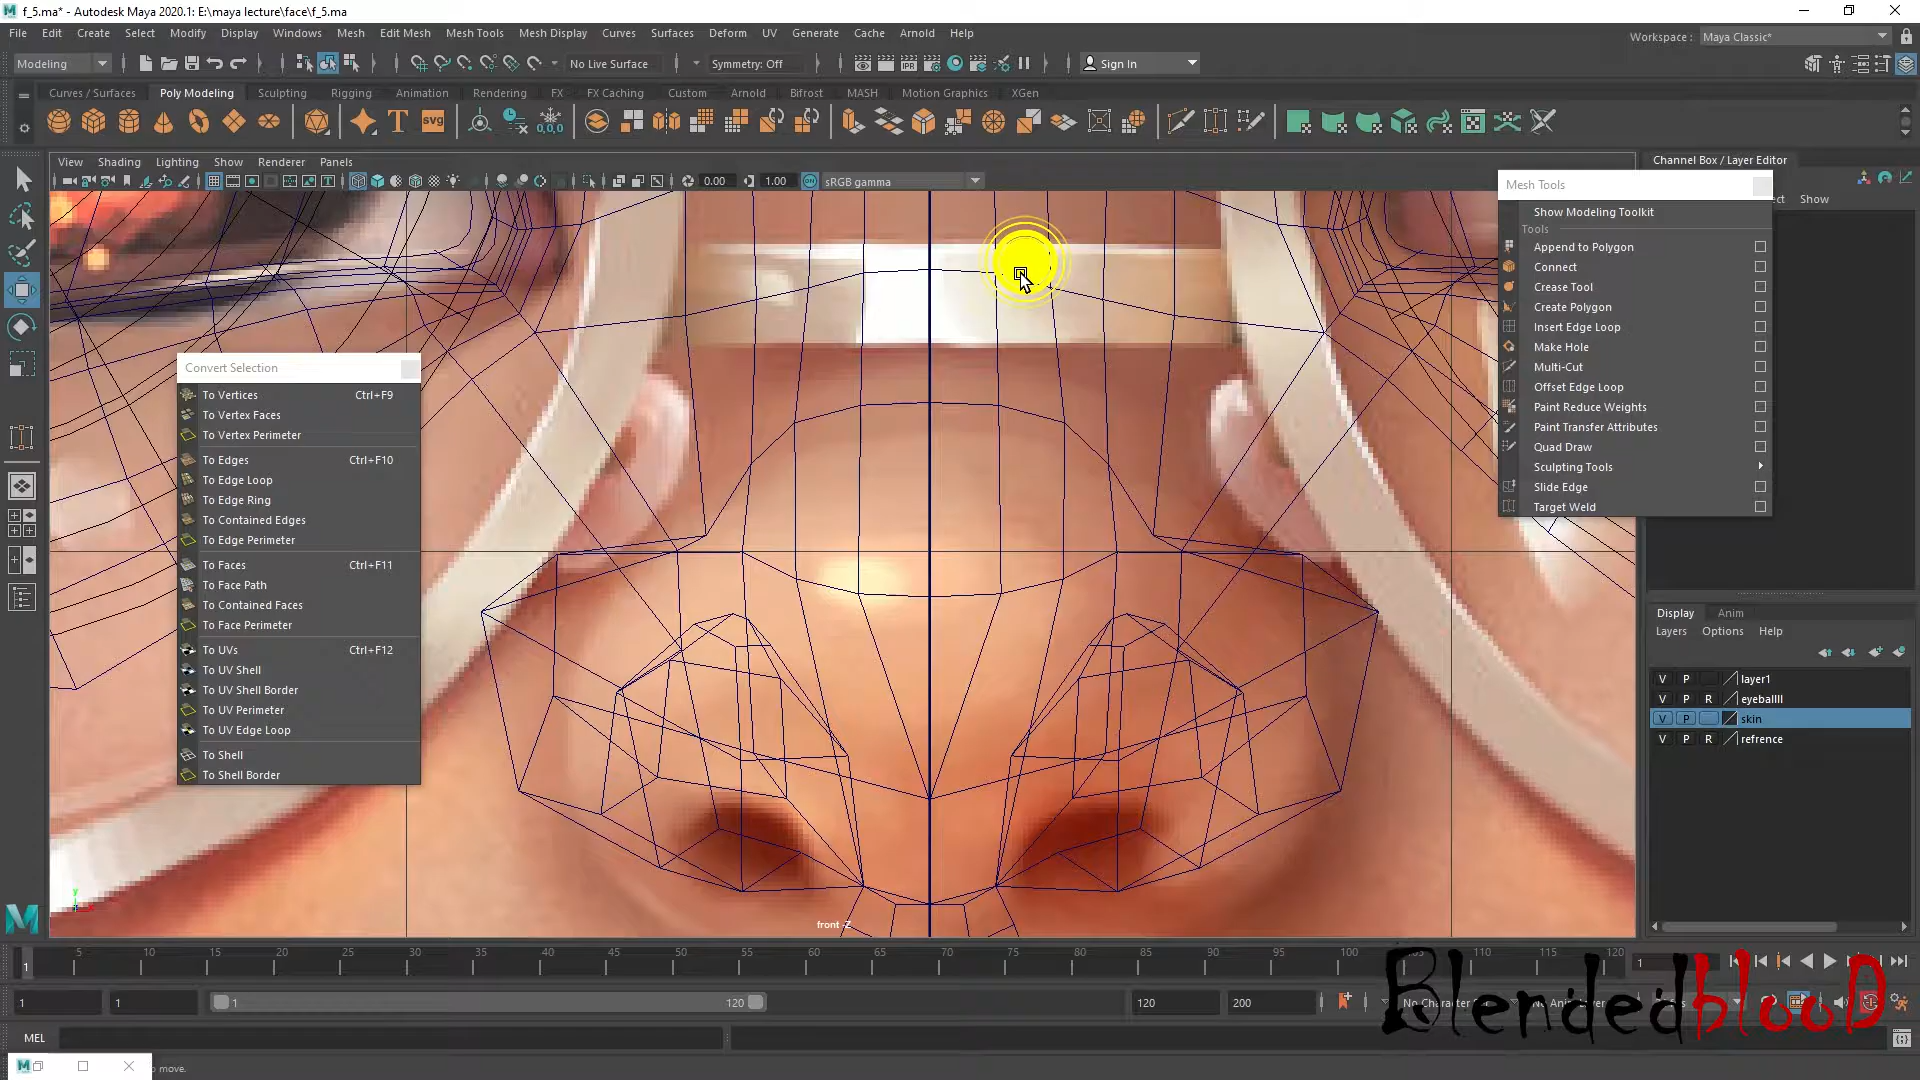 f_5.ma* - Autodesk Maya 2020.1: E:\maya lecture\face\f_5.ma
File Edit Create Select Modify Display Windows Mesh Edit Mesh Mesh Tools Mesh Display Curves Surfaces Deform UV Generate Cache Arnold Help
Workspace : Maya Classic*
Modeling No Live Surface Symmetry: Off Sign In
Curves / Surfaces Poly Modeling Sculpting Rigging Animation Rendering FX FX Caching Custom Arnold Bifrost MASH Motion Graphics XGen
svg 0,0,0
View Shading Lighting Show Renderer Panels
0.00 1.00 sRGB gamma
Channel Box / Layer Editor
Show
Mesh Tools
Show Modeling Toolkit
Tools
Append to Polygon
Connect
Crease Tool
Create Polygon
Insert Edge Loop
Make Hole
Multi-Cut
Offset Edge Loop
Paint Reduce Weights
Paint Transfer Attributes
Quad Draw
Sculpting Tools
Slide Edge
Target Weld
Convert Selection
To Vertices Ctrl+F9
To Vertex Faces
To Vertex Perimeter
To Edges Ctrl+F10
To Edge Loop
To Edge Ring
To Contained Edges
To Edge Perimeter
To Faces Ctrl+F11
To Face Path
To Contained Faces
To Face Perimeter
To UVs Ctrl+F12
To UV Shell
To UV Shell Border
To UV Perimeter
To UV Edge Loop
To Shell
To Shell Border
Display Anim
Layers Options Help
V P layer1
V P R eyeballll
V P skin
V P R refrence
front -Z
5 10 15 20 25 30 35 40 45 50 55 60 65 70 75 80 85 90 95 100 105 110 115 120
1 1
1 1 1 120 120 200
BlendedblooD
MEL
move.